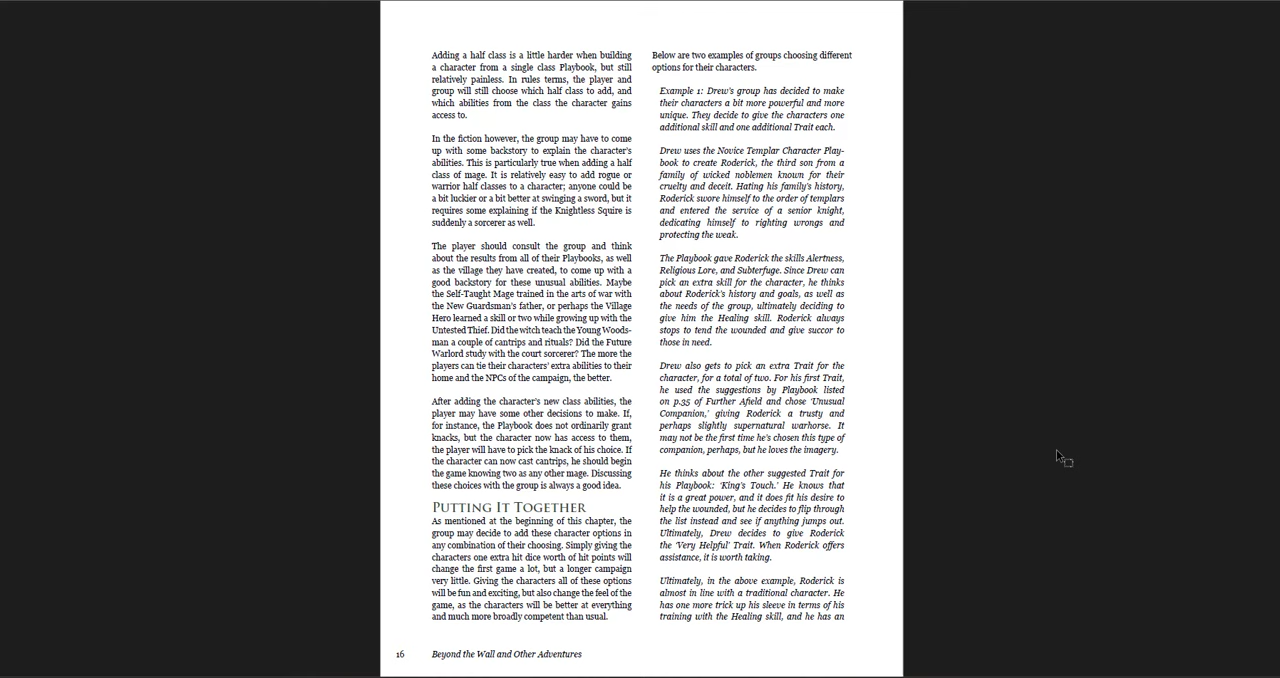 Adding a half class is a little harder when building
a character from a single class Playbook, but still
relatively painless. In rules terms, the player and
group will still choose which half class to add, and
which abilities from the class the character gains
access to.
In the fiction however, the group may have to come
up with some backstory to explain the character's
abilities. This is particularly true when adding a half
class of mage. It is relatively easy to add rogue or
warrior half classes to a character; anyone could be
a bit luckier or a bit better at swinging a sword, but it
requires some explaining if the Knightless Squire is
suddenly a sorcerer as well.
The player should consult the group and think
about the results from all of their Playbooks, as well
as the village they have created, to come up with a
good backstory for these unusual abilities. Maybe
the Self-Taught Mage trained in the arts of war with
the New Guardsman's father, or perhaps the Village
Hero learned a skill or two while growing up with the
Untested Thief. Did the witch teach the Young Woods-
man a couple of cantrips and rituals? Did the Future
Warlord study with the court sorcerer? The more the
players can tie their characters' extra abilities to their
home and the NPCs of the campaign, the better.
After adding the character's new class abilities, the
player may have some other decisions to make. If,
for instance, the Playbook does not ordinarily grant
knacks, but the character now has access to them,
the player will have to pick the knack of his choice. If
the character can now cast cantrips, he should begin
the game knowing two as any other mage. Discussing
these choices with the group is always a good idea.
Putting It Together
As mentioned at the beginning of this chapter, the
group may decide to add these character options in
any combination of their choosing. Simply giving the
characters one extra hit dice worth of hit points will
change the first game a lot, but a longer campaign
very little. Giving the characters all of these options
will be fun and exciting, but also change the feel of the
game, as the characters will be better at everything
and much more broadly competent than usual.
Below are two examples of groups choosing different
options for their characters.
Example 1: Drew's group has decided to make
their characters a bit more powerful and more
unique. They decide to give the characters one
additional skill and one additional Trait each.
Drew uses the Novice Templar Character Play-
book to create Roderick, the third son from a
family of wicked noblemen known for their
cruelty and deceit. Hating his family's history,
Roderick swore himself to the order of templars
and entered the service of a senior knight,
dedicating himself to righting wrongs and
protecting the weak.
The Playbook gave Roderick the skills Alertness,
Religious Lore, and Subterfuge. Since Drew can
pick an extra skill for the character, he thinks
about Roderick's history and goals, as well as
the needs of the group, ultimately deciding to
give him the Healing skill. Roderick always
stops to tend the wounded and give succor to
those in need.
Drew also gets to pick an extra Trait for the
character, for a total of two. For his first Trait,
he used the suggestions by Playbook listed
on p.35 of Further Afield and chose 'Unusual
Companion,' giving Roderick a trusty and
perhaps slightly supernatural warhorse. It
may not be the first time he's chosen this type of
companion, perhaps, but he loves the imagery.
He thinks about the other suggested Trait for
his Playbook: 'King's Touch.' He knows that
it is a great power, and it does fit his desire to
help the wounded, but he decides to flip through
the list instead and see if anything jumps out.
Ultimately, Drew decides to give Roderick
the 'Very Helpful' Trait. When Roderick offers
assistance, it is worth taking.
Ultimately, in the above example, Roderick is
almost in line with a traditional character. He
has one more trick up his sleeve in terms of his
training with the Healing skill, and he has an
16 Beyond the Wall and Other Adventures